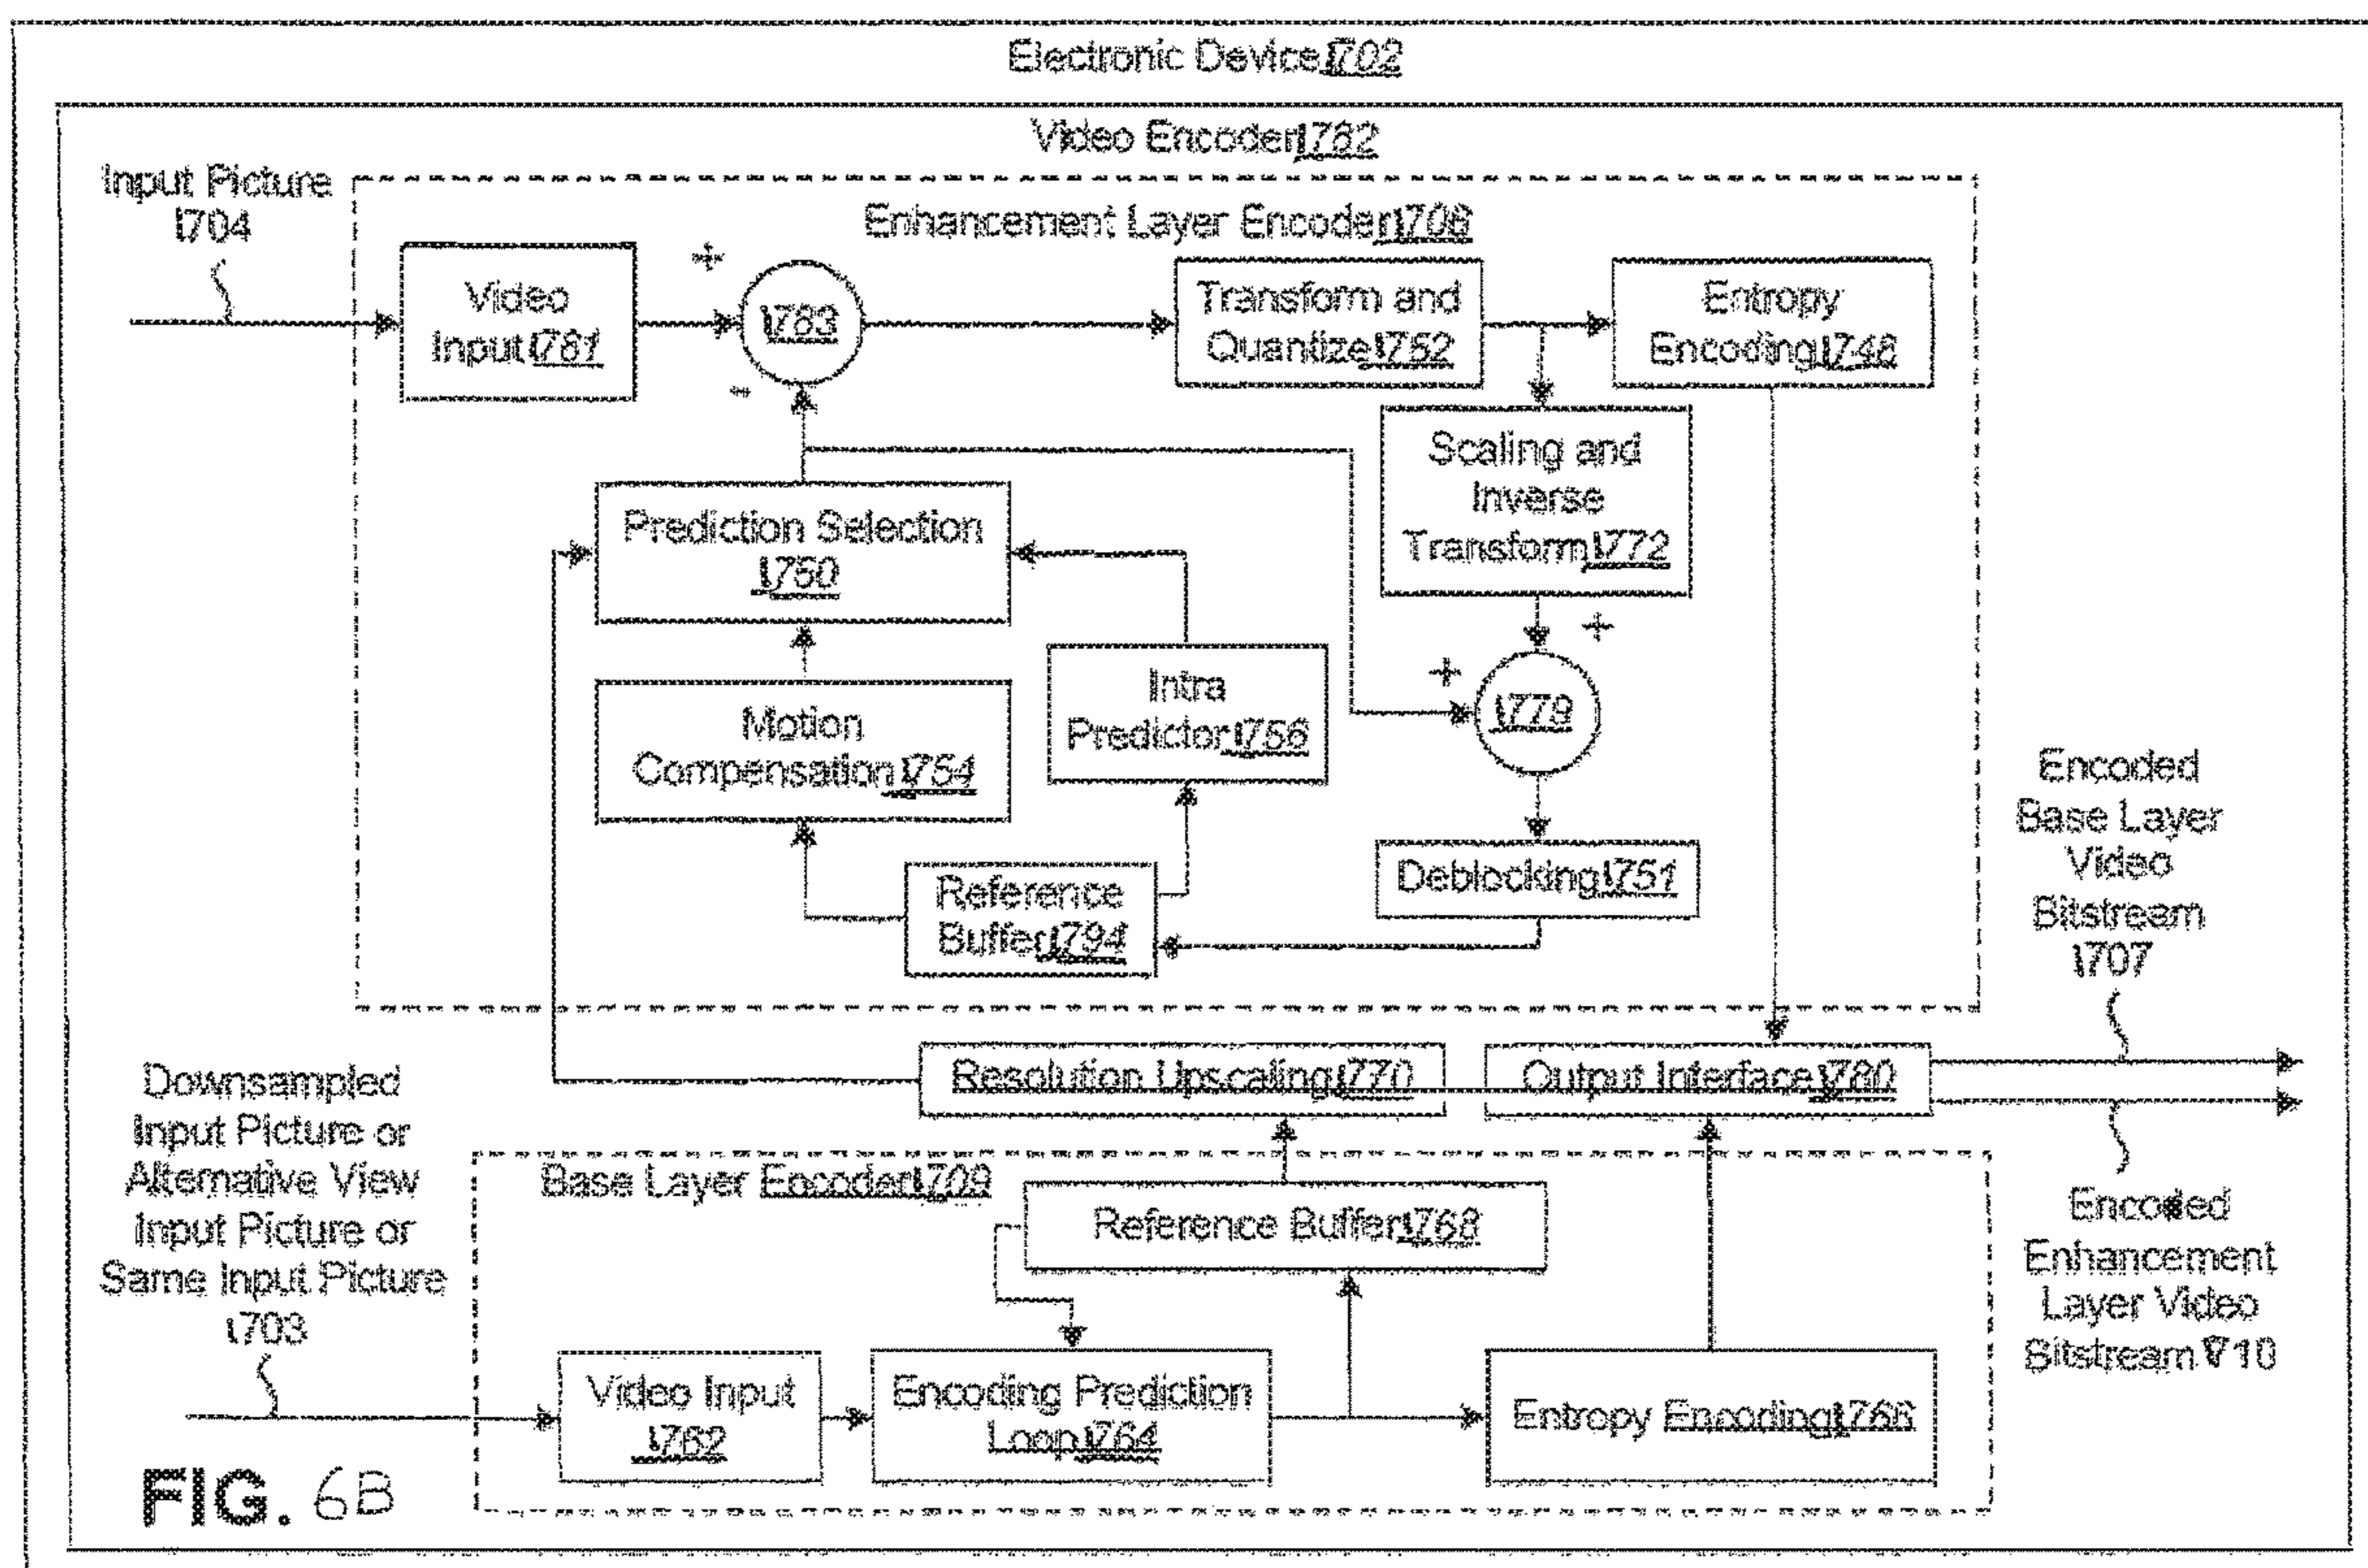 Electronic Device 1702
Video Encoder 1782
Input Picture
1704
Enhancement Layer Encoder 1706
+
Video
Input 1781
1783
-
Transform and
Quantize 1752
Entropy
Encoding 1748
Scaling and
Inverse
Transform 1772
Prediction Selection
1750
+
+
1779
Motion
Compensation 1754
Intra
Predictor 1756
Reference
Buffer 1794
Deblocking 1751
Encoded
Base Layer
Video
Bitstream
1707
Resolution Upscaling 1770
Output Interface 1780
Downsampled
Input Picture or
Alternative View
Input Picture or
Same Input Picture
1703
Base Layer Encoder 1709
Reference Buffer 1768
Encoded
Enhancement
Layer Video
Bitstream 1710
Video Input
1762
Encoding Prediction
Loop 1764
Entropy Encoding 1766
FIG. 6B